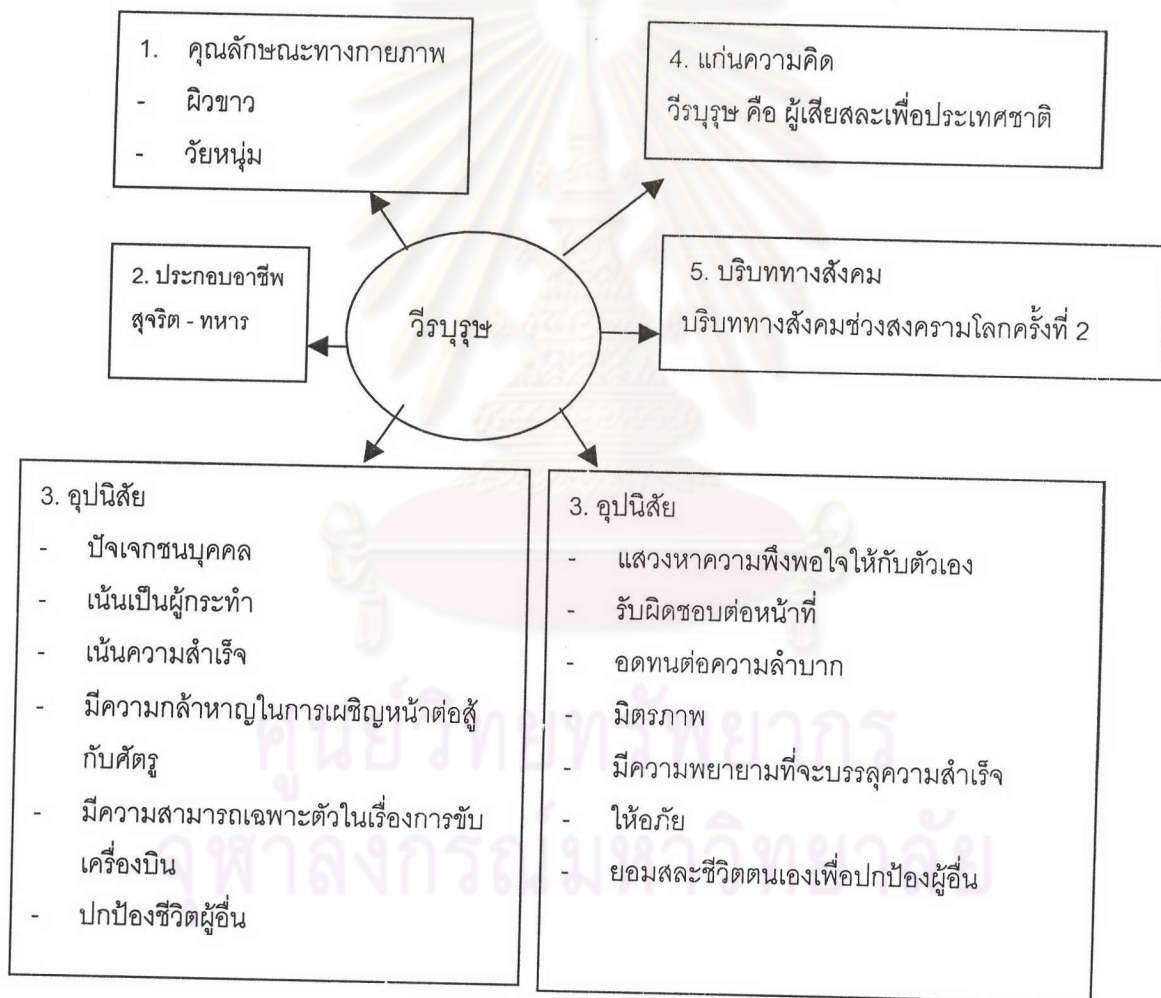 1. คุณลักษณะทางกายภาพ
- ผิวขาว
- วัยหนุ่ม
4. แก่นความคิด
วีรบุรุษ คือ ผู้เสียสละเพื่อประเทศชาติ
2. ประกอบอาชีพ
สุจริต - ทหาร
วีรบุรุษ
5. บริบททางสังคม
บริบททางสังคมช่วงสงครามโลกครั้งที่ 2
3. อุปนิสัย
- ปัจเจกชนบุคคล
- เน้นเป็นผู้กระทำ
- เน้นความสำเร็จ
- มีความกล้าหาญในการเผชิญหน้าต่อสู้
กับศัตรู
- มีความสามารถเฉพาะตัวในเรื่องการขับ
เครื่องบิน
- ปกป้องชีวิตผู้อื่น
3. อุปนิสัย
- แสวงหาความพึงพอใจให้กับตัวเอง
- รับผิดชอบต่อหน้าที่
- อดทนต่อความลำบาก
- มิตรภาพ
- มีความพยายามที่จะบรรลุความสำเร็จ
- ให้อภัย
- ยอมสละชีวิตตนเองเพื่อปกป้องผู้อื่น
ศูนย์วิทยทรัพยากร
จุฬาลงกรณ์มหาวิทยาลัย